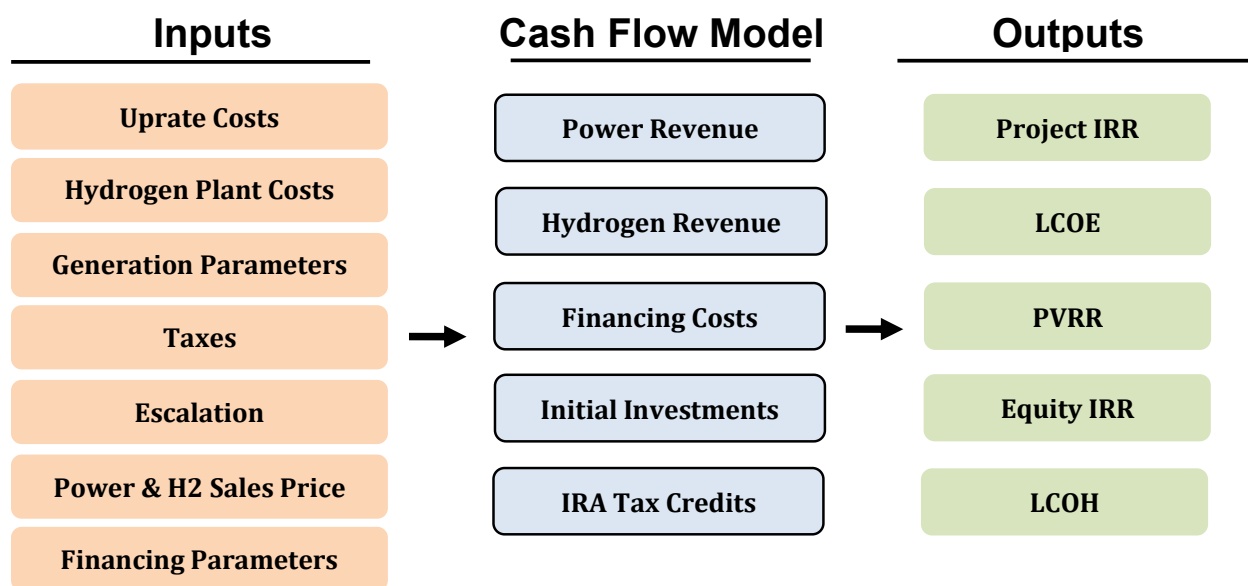 Inputs
Uprate Costs
Hydrogen Plant Costs
Generation Parameters
Taxes
Escalation
Power & H2 Sales Price
Financing Parameters
Cash Flow Model
Power Revenue
Hydrogen Revenue
Financing Costs
Initial Investments
IRA Tax Credits
Outputs
Project IRR
LCOE
PVRR
Equity IRR
LCOH